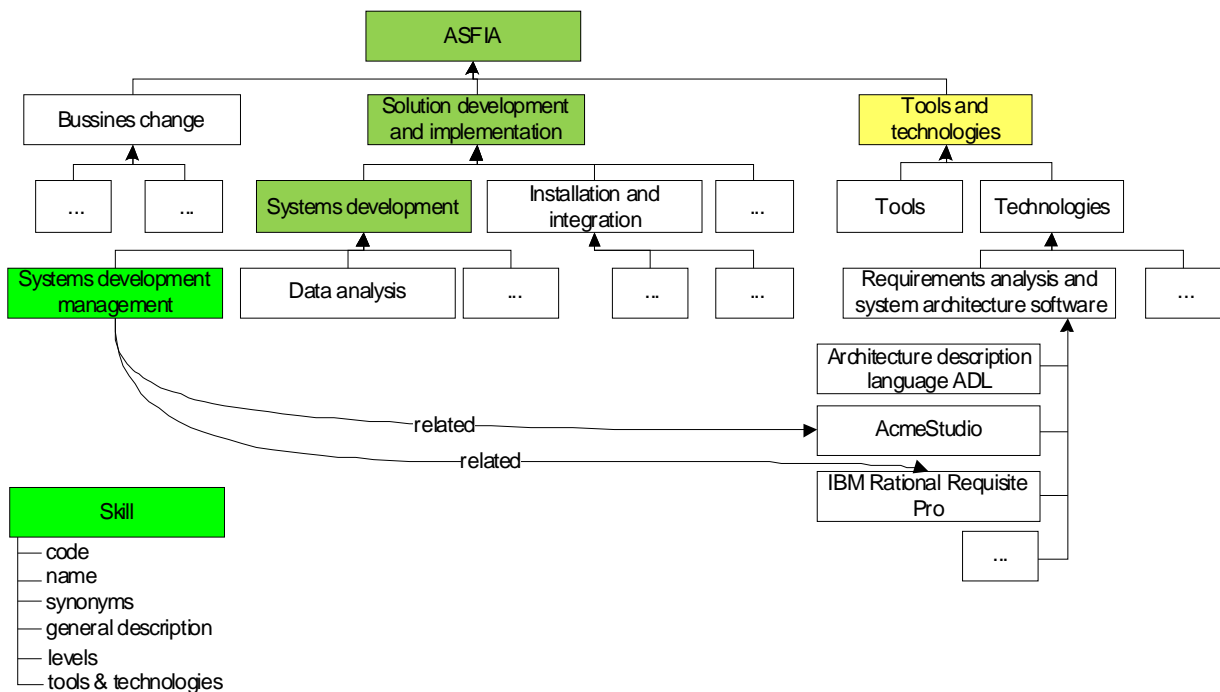 ASFIA
Bussines change
Solution development
and implementation
Tools and
technologies
...
...
Systems development
Installation and
integration
...
Tools
Technologies
Systems development
management
Data analysis
...
...
...
Requirements analysis and
system architecture software
...
Architecture description
language ADL
related
AcmeStudio
related
IBM Rational Requisite
Pro
...
Skill
code
name
synonyms
general description
levels
tools & technologies